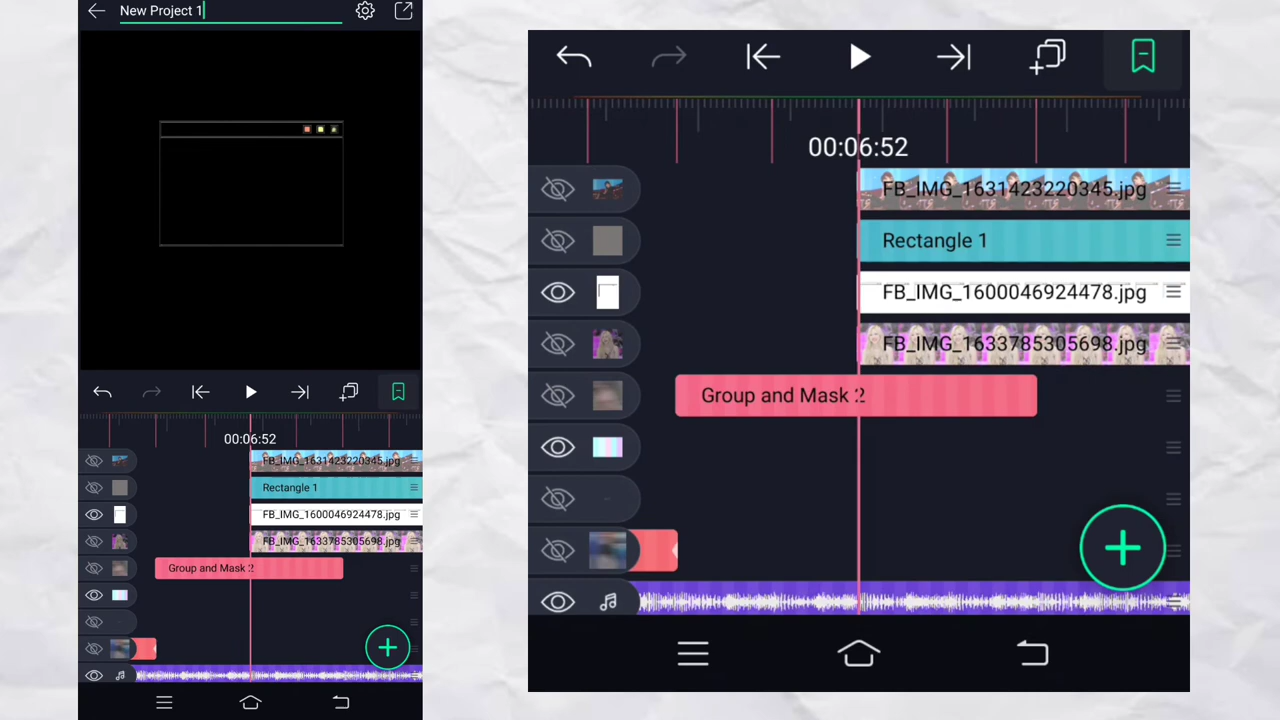 New Project 1
00:06:52
FB_IMG_1631423220345.jpg
Rectangle 1
FB_IMG_1600046924478.jpg
FB_IMG_1633785305698.jpg
Group and Mask 2
00:06:52
FB_IMG_1631423220345.jpg
Rectangle 1
FB_IMG_1600046924478.jpg
FB_IMG_1633785305698.jpg
Group and Mask 2